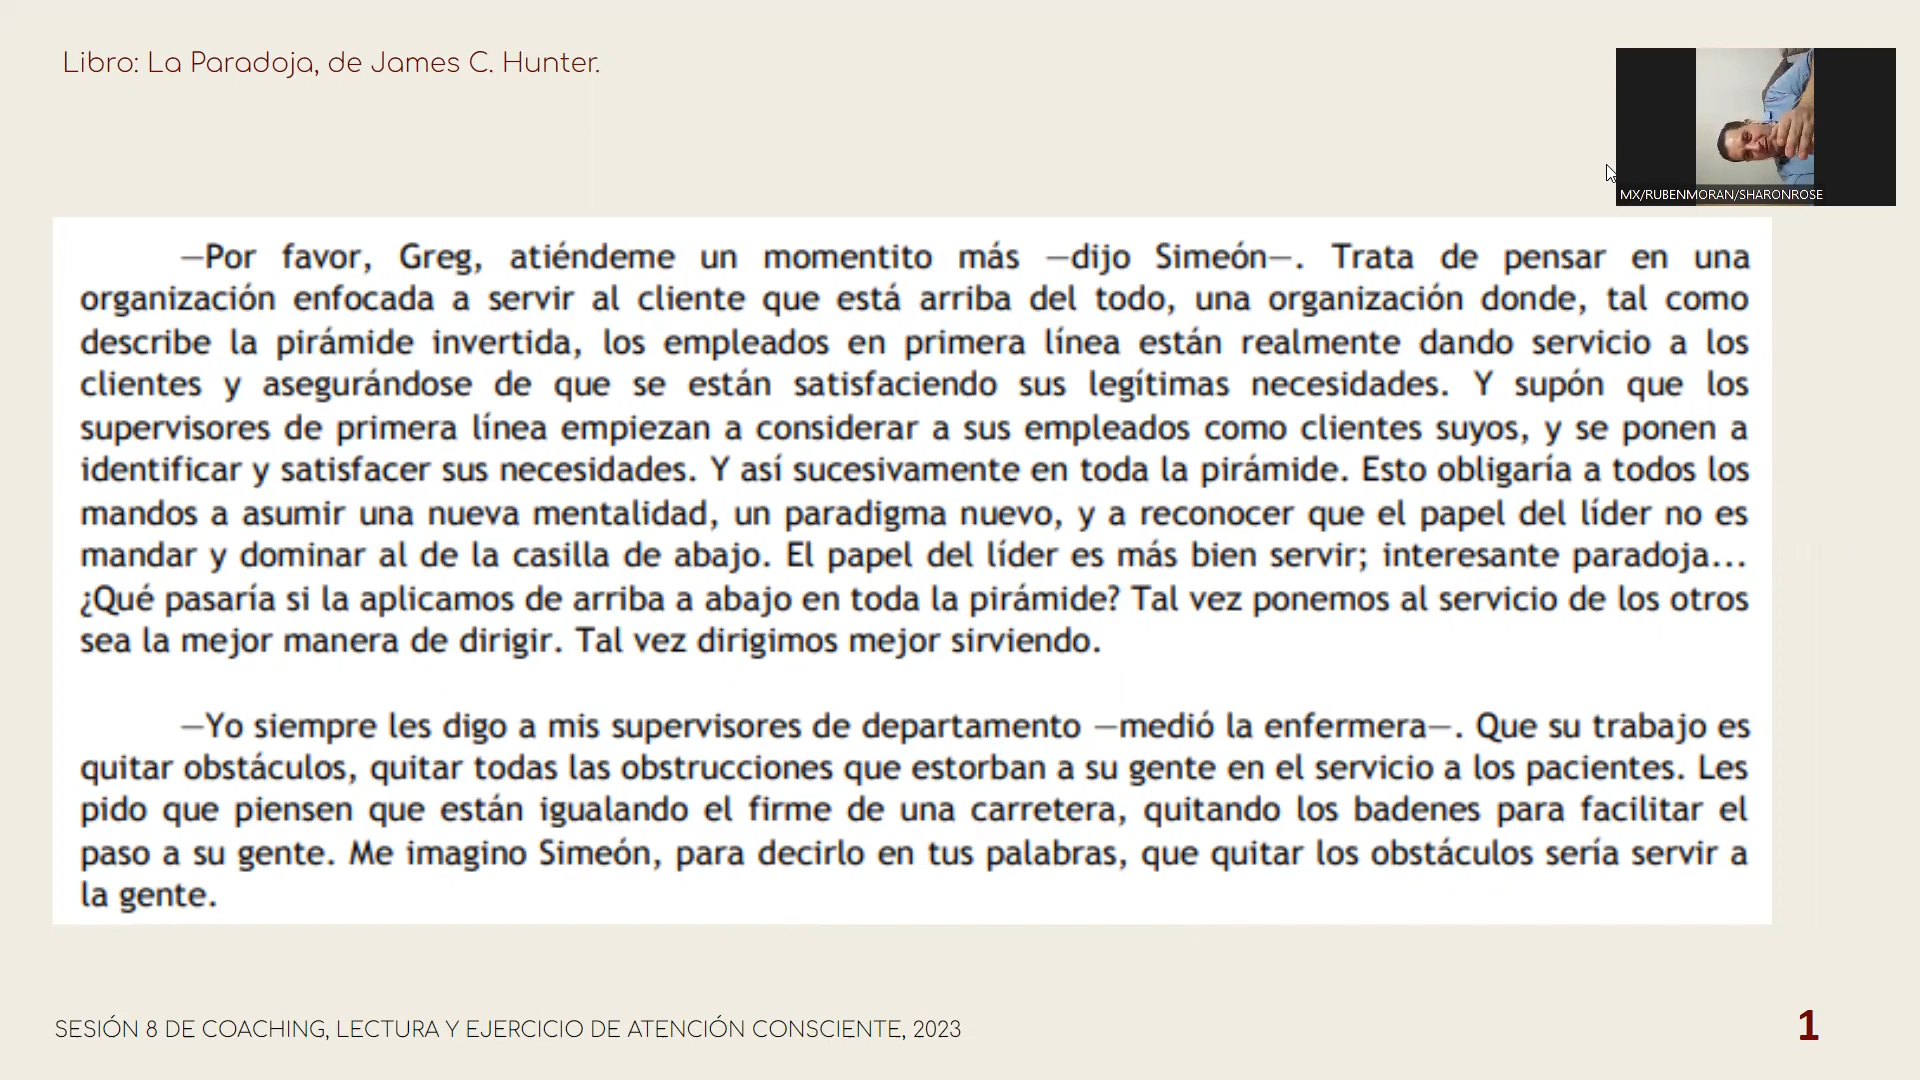 Libro: La Paradoja, de James C. Hunter.
MX/RUBENMORAN/SHARONROSE
—Por favor, Greg, atiéndeme un momentito más —dijo Simeón—. Trata de pensar en una
organización enfocada a servir al cliente que está arriba del todo, una organización donde, tal como
describe la pirámide invertida, los empleados en primera línea están realmente dando servicio a los
clientes y asegurándose de que se están satisfaciendo sus legítimas necesidades. Y supón que los
supervisores de primera línea empiezan a considerar a sus empleados como clientes suyos, y se ponen a
identificar y satisfacer sus necesidades. Y así sucesivamente en toda la pirámide. Esto obligaría a todos los
mandos a asumir una nueva mentalidad, un paradigma nuevo, y a reconocer que el papel del líder no es
mandar y dominar al de la casilla de abajo. El papel del líder es más bien servir; interesante paradoja...
¿Qué pasaría si la aplicamos de arriba a abajo en toda la pirámide? Tal vez ponemos al servicio de los otros
sea la mejor manera de dirigir. Tal vez dirigimos mejor sirviendo.
—Yo siempre les digo a mis supervisores de departamento —medió la enfermera—. Que su trabajo es
quitar obstáculos, quitar todas las obstrucciones que estorban a su gente en el servicio a los pacientes. Les
pido que piensen que están igualando el firme de una carretera, quitando los badenes para facilitar el
paso a su gente. Me imagino Simeón, para decirlo en tus palabras, que quitar los obstáculos sería servir a
la gente.
SESIÓN 8 DE COACHING, LECTURA Y EJERCICIO DE ATENCIÓN CONSCIENTE, 2023
1